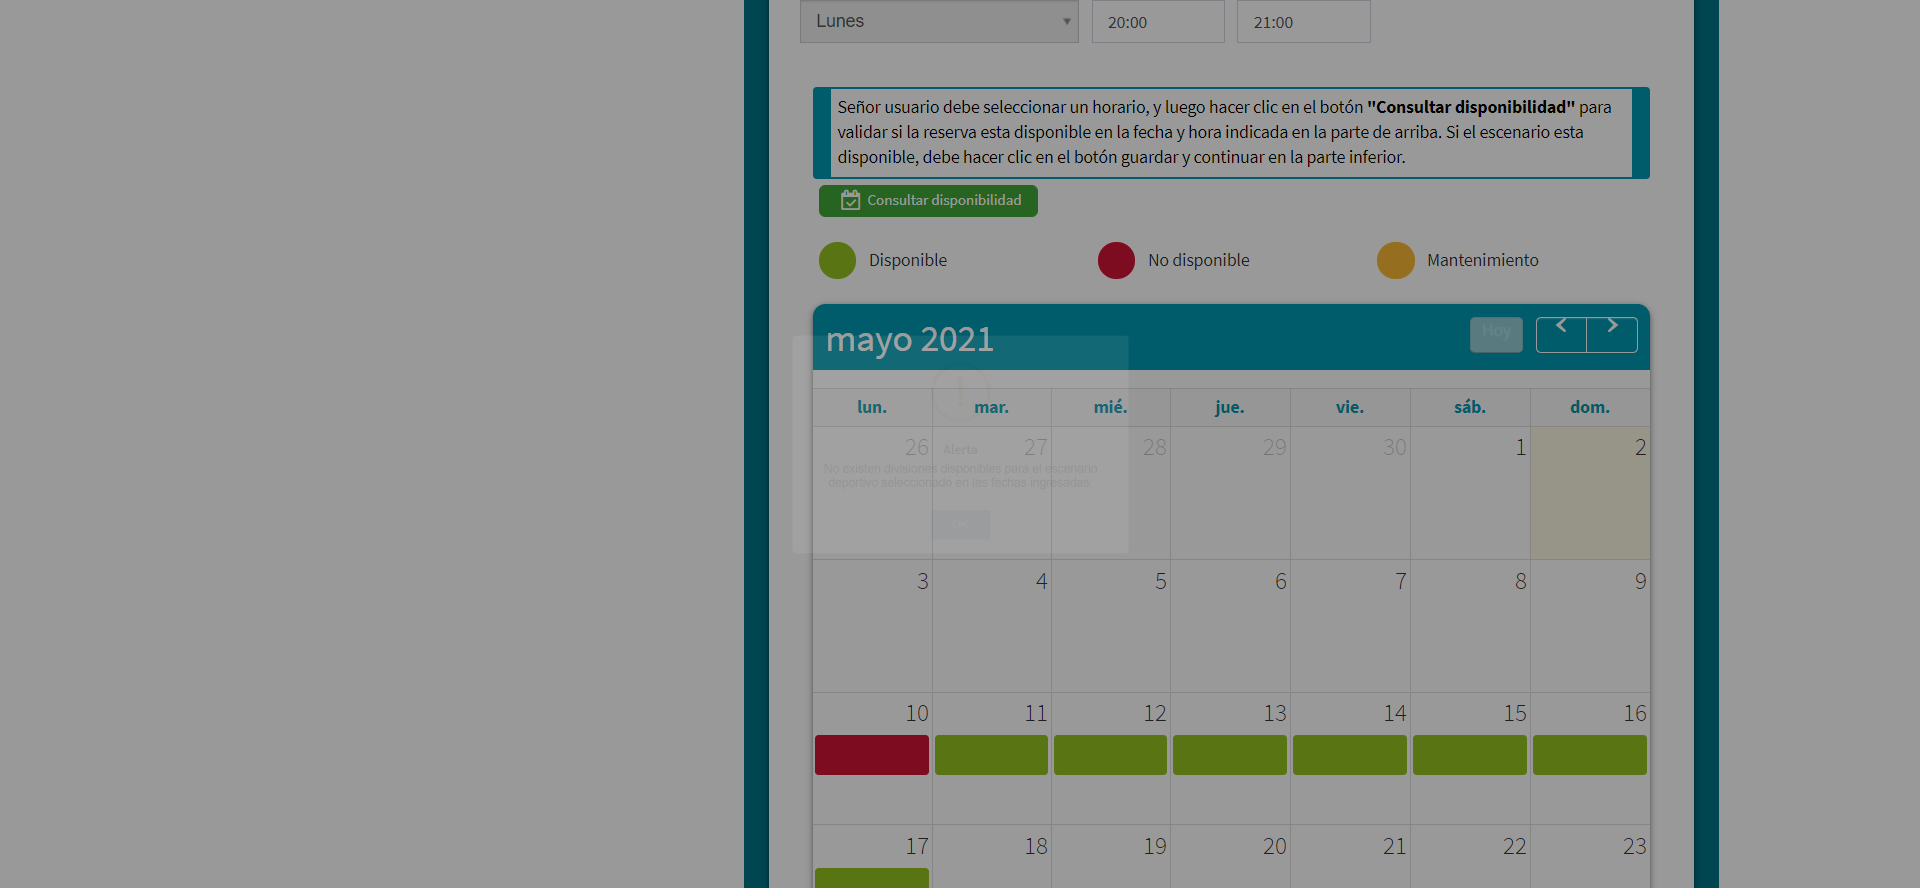 Lunes 20:00 21:00
Señor usuario debe seleccionar un horario, y luego hacer clic en el botón "Consultar disponibilidad" para
validar si la reserva esta disponible en la fecha y hora indicada en la parte de arriba. Si el escenario esta
disponible, debe hacer clic en el botón guardar y continuar en la parte inferior.
Consultar disponibilidad
Disponible No disponible Mantenimiento
mayo 2021 Hoy
lun. mar. mié. jue. vie. sáb. dom.
26 27 28 29 30 1 2
Alerta
No existen divisiones disponibles para el escenario
deportivo seleccionado en las fechas ingresadas
3 4 5 6 7 8 9
10 11 12 13 14 15 16
17 18 19 20 21 22 23